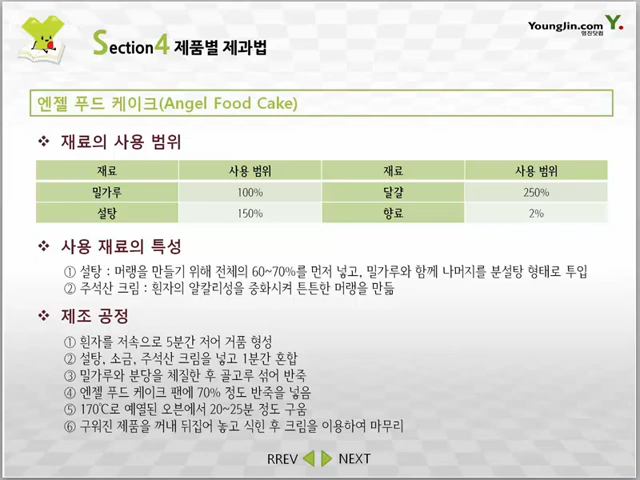 Section4 제품별 제과법
YoungJin.com Y.
영진닷컴
엔젤 푸드 케이크(Angel Food Cake)
❖ 재료의 사용 범위
재료 사용 범위 재료 사용 범위
밀가루 100% 달걀 250%
설탕 150% 향료 2%
❖ 사용 재료의 특성
① 설탕 : 머랭을 만들기 위해 전체의 60~70%를 먼저 넣고, 밀가루와 함께 나머지를 분설탕 형태로 투입
② 주석산 크림 : 흰자의 알칼리성을 중화시켜 튼튼한 머랭을 만듦
❖ 제조 공정
① 흰자를 저속으로 5분간 저어 거품 형성
② 설탕, 소금, 주석산 크림을 넣고 1분간 혼합
③ 밀가루와 분당을 체질한 후 골고루 섞어 반죽
④ 엔젤 푸드 케이크 팬에 70% 정도 반죽을 넣음
⑤ 170℃로 예열된 오븐에서 20~25분 정도 구움
⑥ 구워진 제품을 꺼내 뒤집어 놓고 식힌 후 크림을 이용하여 마무리
RREV NEXT